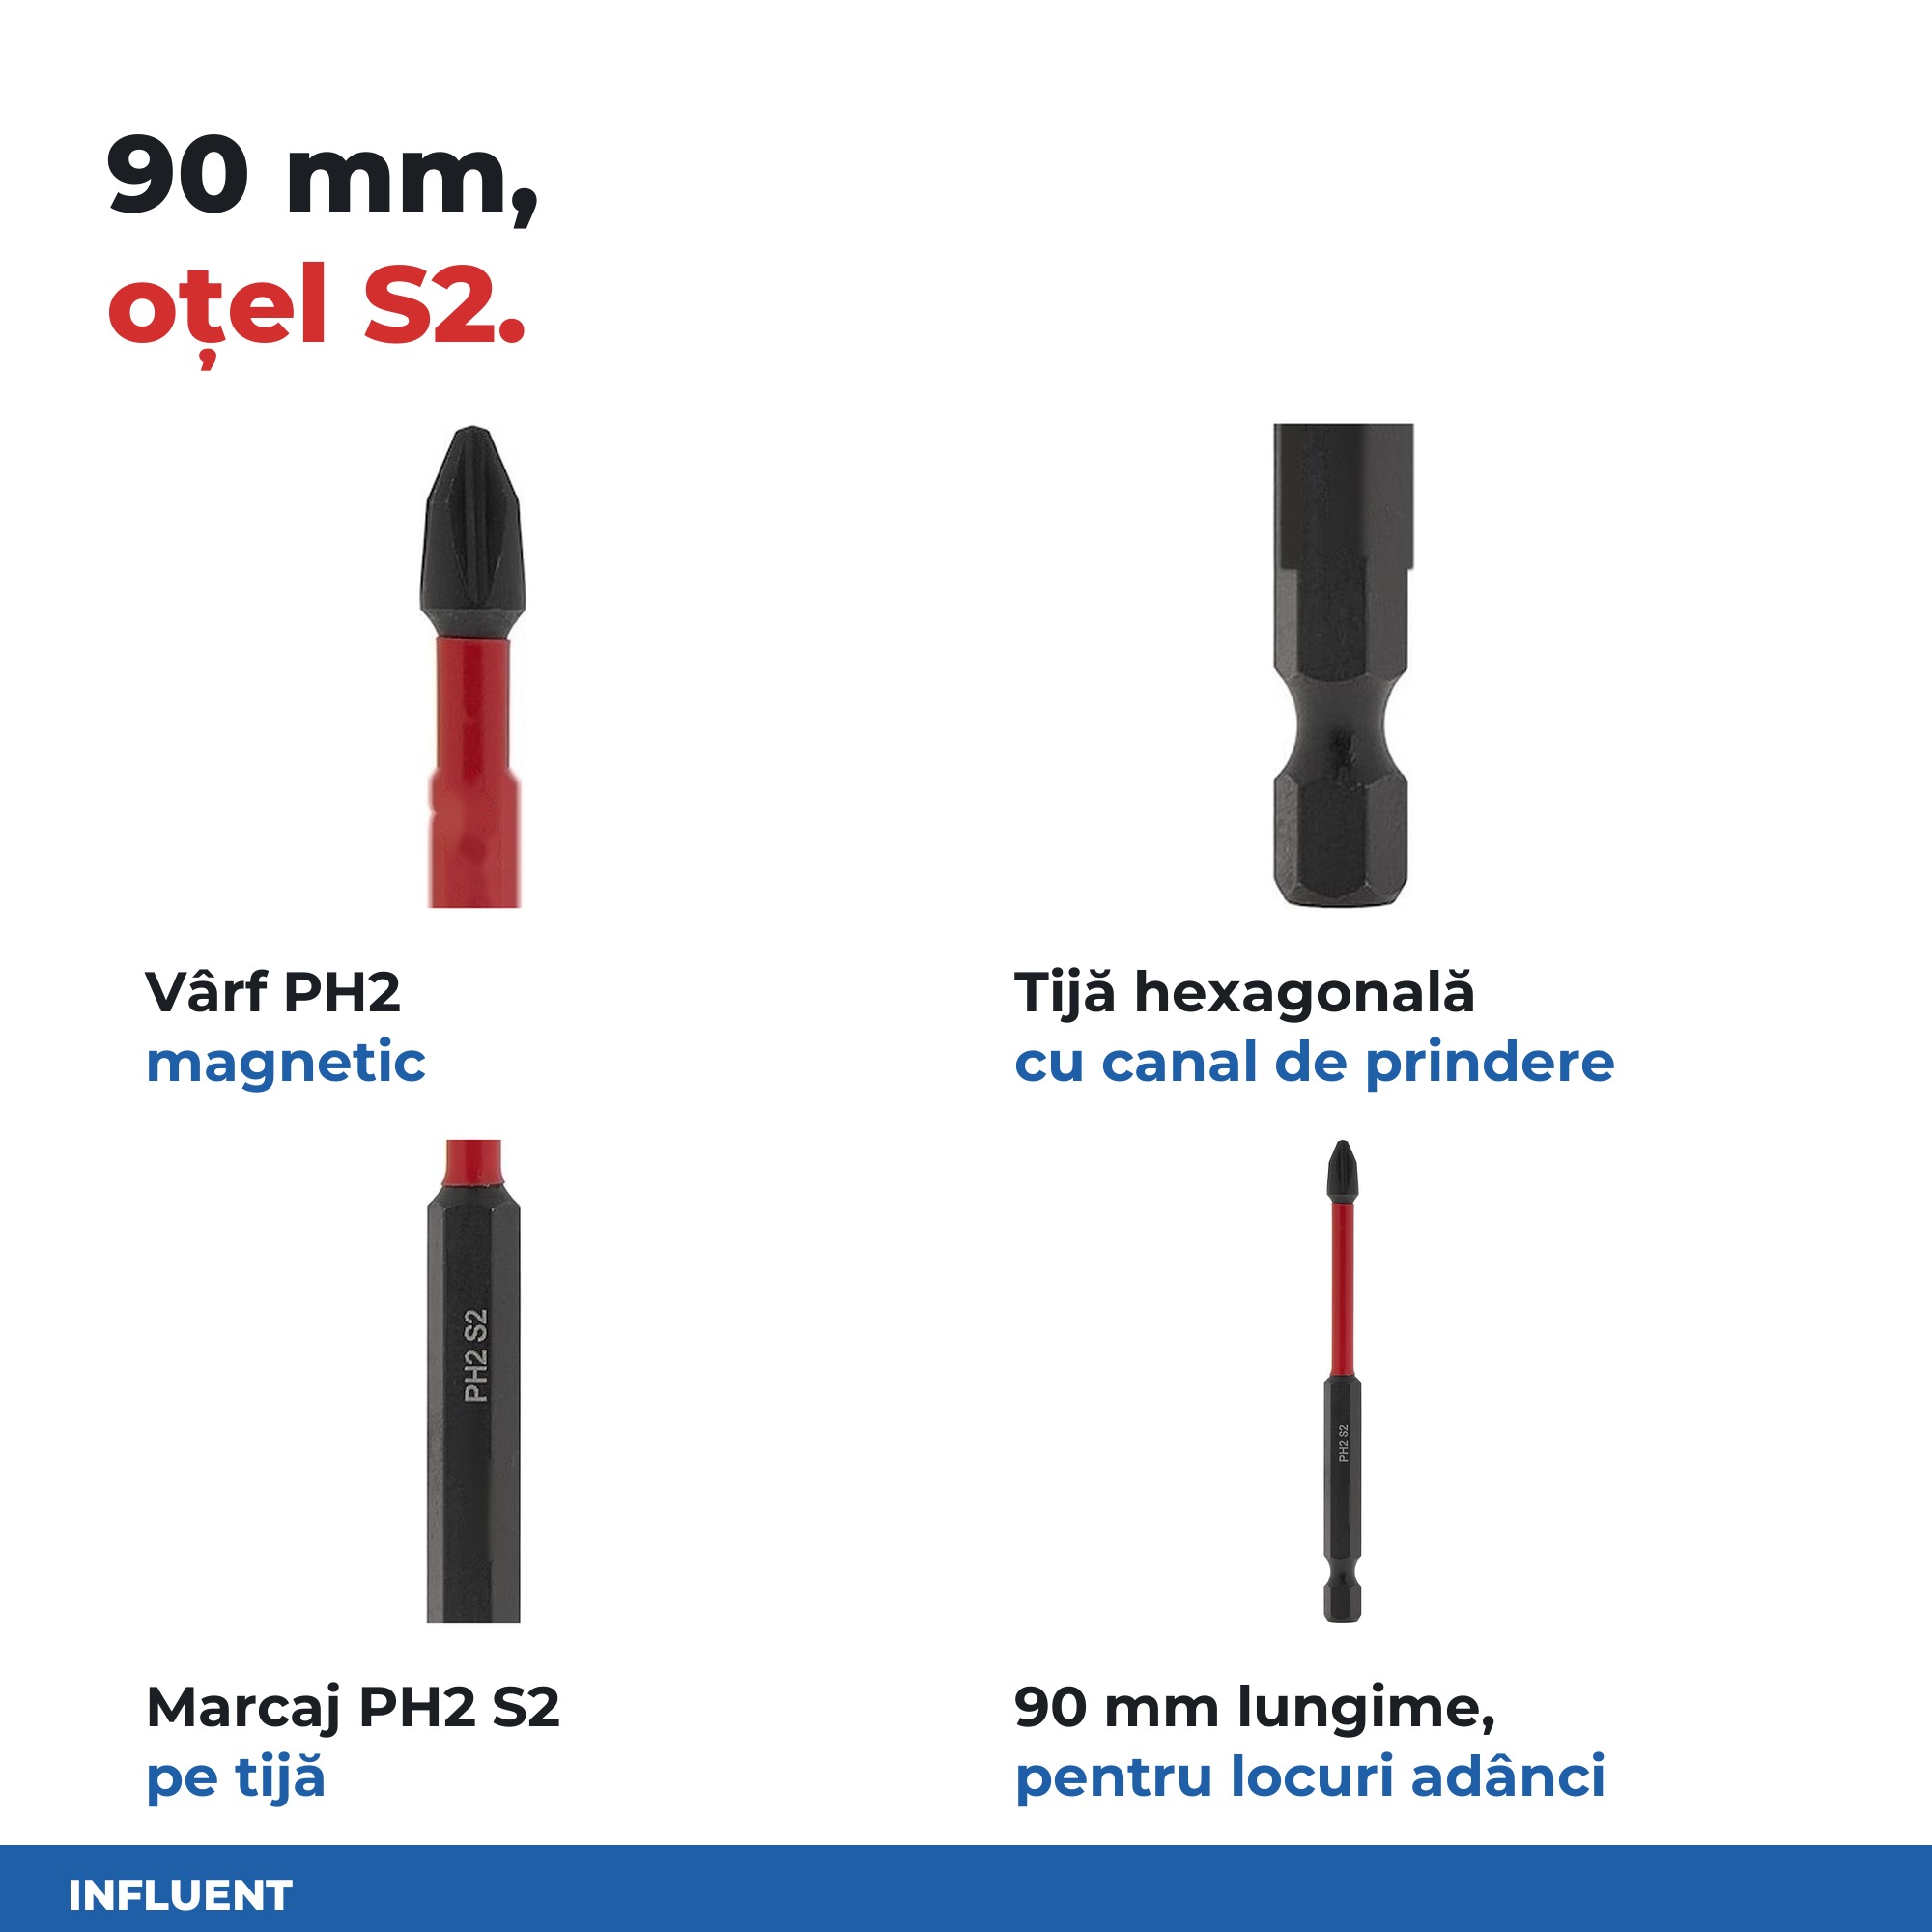 90 mm,
oțel S2.
Vârf PH2
magnetic
Tijă hexagonală
cu canal de prindere
PH2 S2
PH2 S2
Marcaj PH2 S2
pe tijă
90 mm lungime,
pentru locuri adânci
INFLUENT